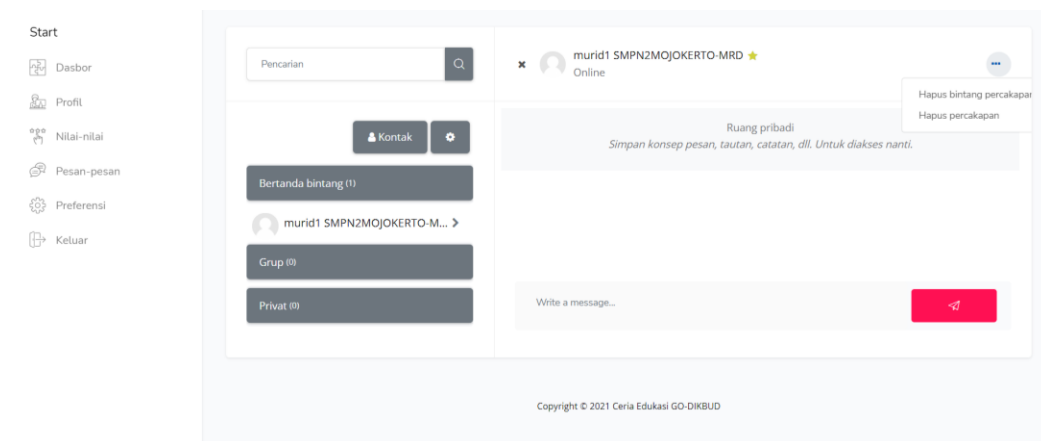 Start
Dasbor
Profil
Nilai-nilai
Pesan-pesan
Preferensi
Keluar
Pencarian
Kontak
Bertanda bintang (1)
murid1 SMPN2MOJOKERTO-M...
Grup (0)
Privat (0)
murid1 SMPN2MOJOKERTO-MRD
Online
Hapus bintang percakapan
Hapus percakapan
Ruang pribadi
Simpan konsep pesan, tautan, catatan, dll. Untuk diakses nanti.
Write a message...
Copyright © 2021 Ceria Edukasi GO-DIKBUD